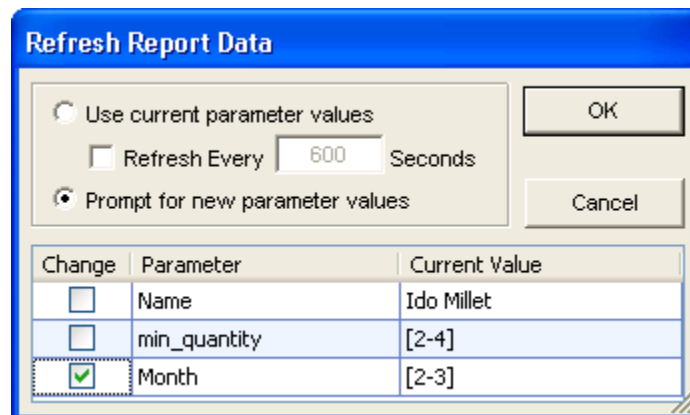 Refresh Report Data
Use current parameter values
OK
Refresh Every 600 Seconds
Prompt for new parameter values
Cancel
Change Parameter Current Value
Name Ido Millet
min_quantity [2-4]
Month [2-3]